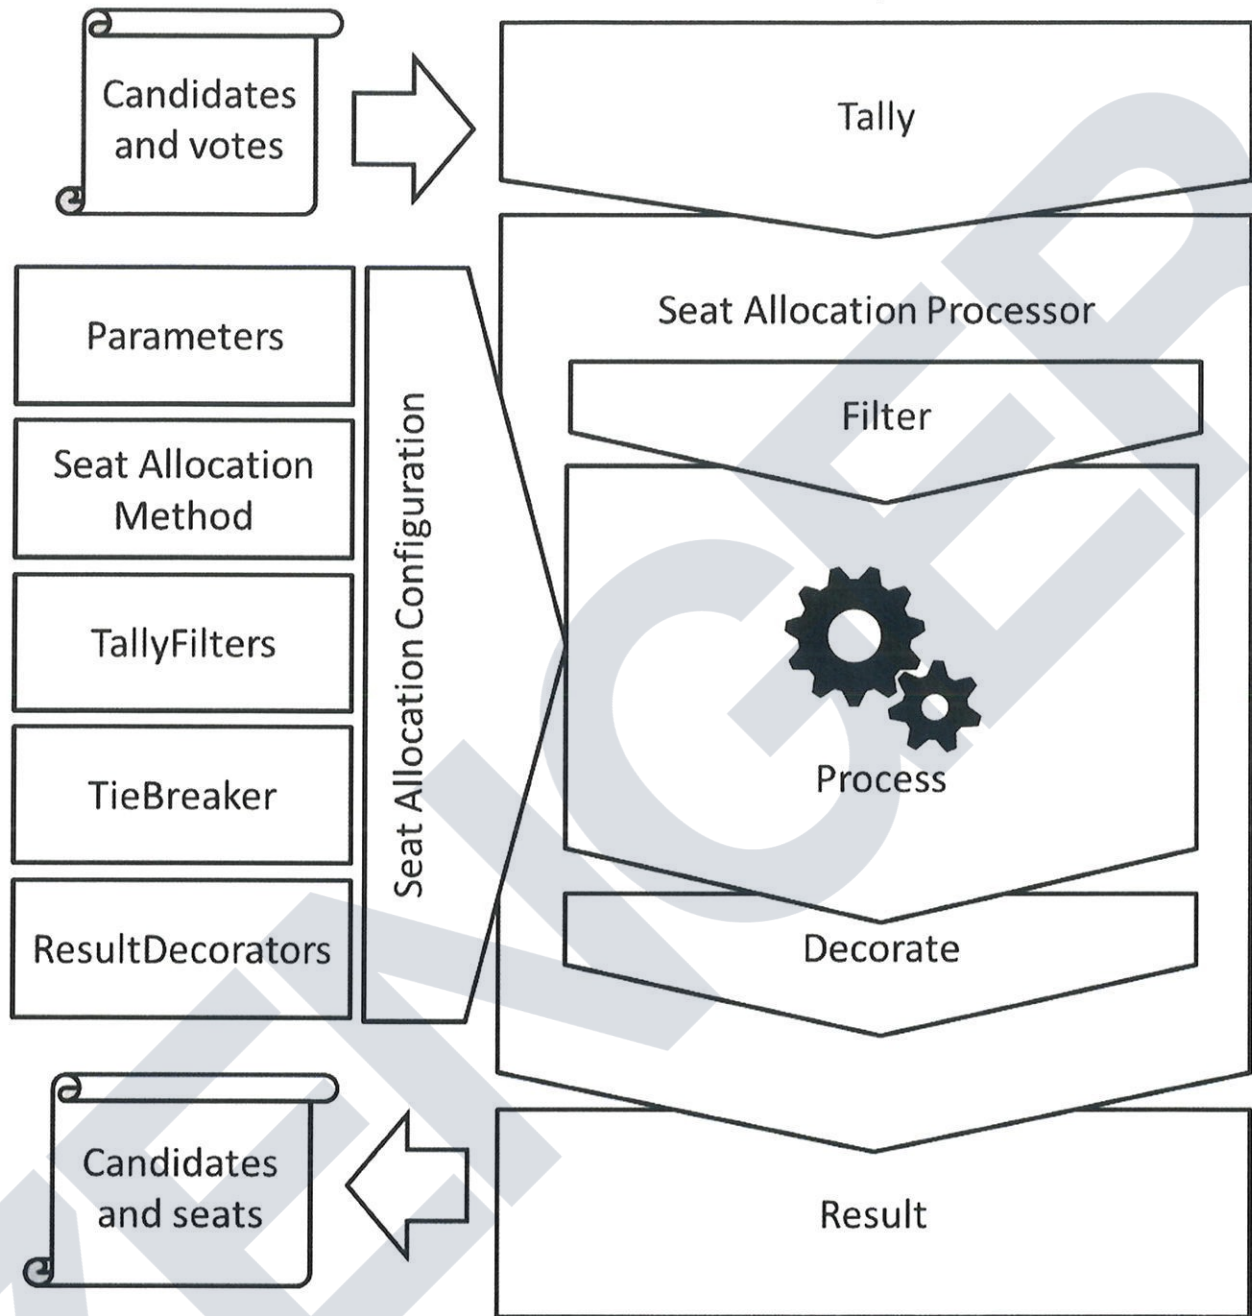 Candidates
and votes
Tally
Seat Allocation Processor
Parameters
Filter
Seat Allocation
Method
Seat Allocation Configuration
TallyFilters
Process
TieBreaker
ResultDecorators
Decorate
Candidates
and seats
Result